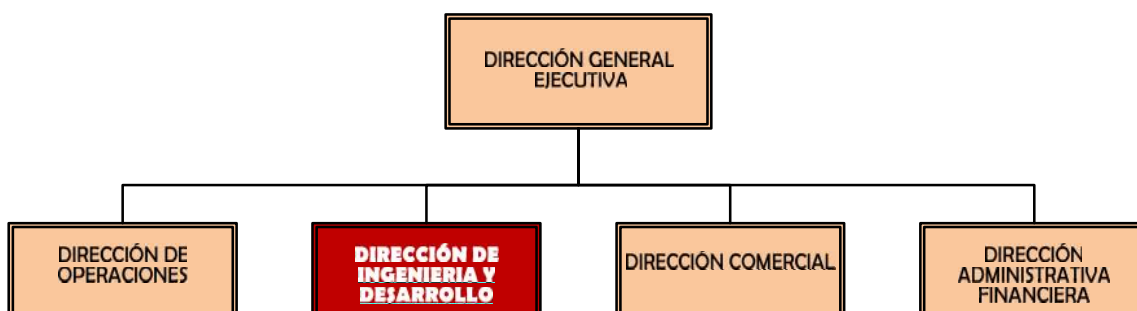 DIRECCIÓN GENERAL
EJECUTIVA
DIRECCIÓN DE
OPERACIONES
DIRECCIÓN DE
INGENIERIA Y
DESARROLLO
DIRECCIÓN COMERCIAL
DIRECCIÓN
ADMINISTRATIVA
FINANCIERA